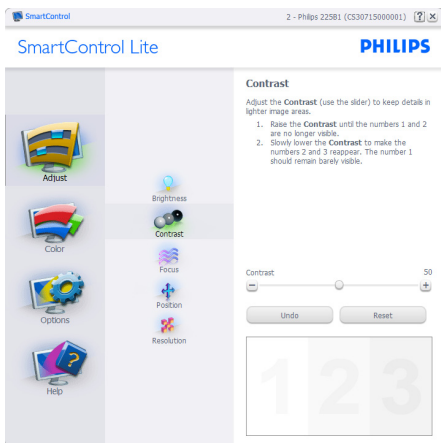 SmartControl
2 - Philips 225B1 (CS30715000001)
SmartControl Lite
PHILIPS
Adjust
Color
Options
Help
Brightness
Contrast
Focus
Position
Resolution
Contrast
Adjust the Contrast (use the slider) to keep details in
lighter image areas.
1. Raise the Contrast until the numbers 1 and 2
are no longer visible.
2. Slowly lower the Contrast to make the
numbers 2 and 3 reappear. The number 1
should remain barely visible.
Contrast 50
Undo Reset
1 2 3